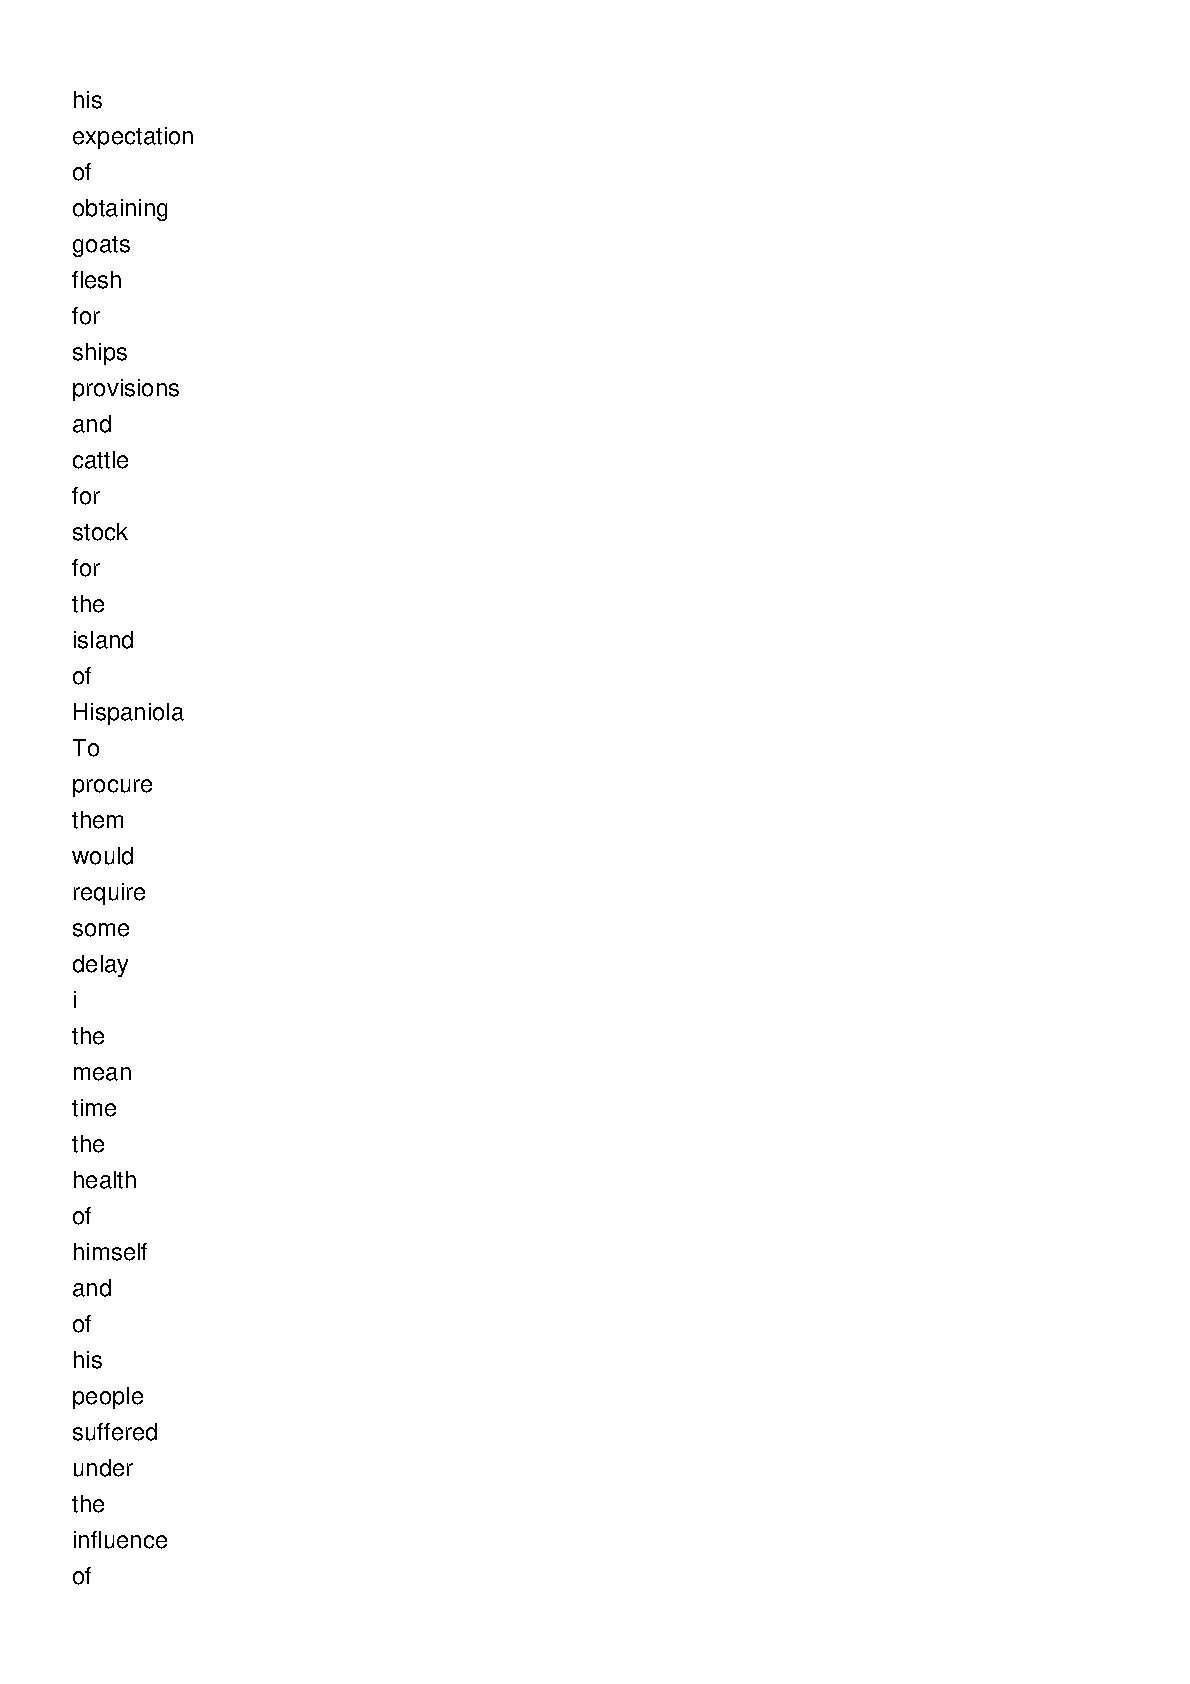 his
expectation
of
obtaining
goats
flesh
for
ships
provisions
and
cattle
for
stock
for
the
island
of
Hispaniola
To
procure
them
would
require
some
delay
i
the
mean
time
the
health
of
himself
and
of
his
people
suffered
under
the
influence
of